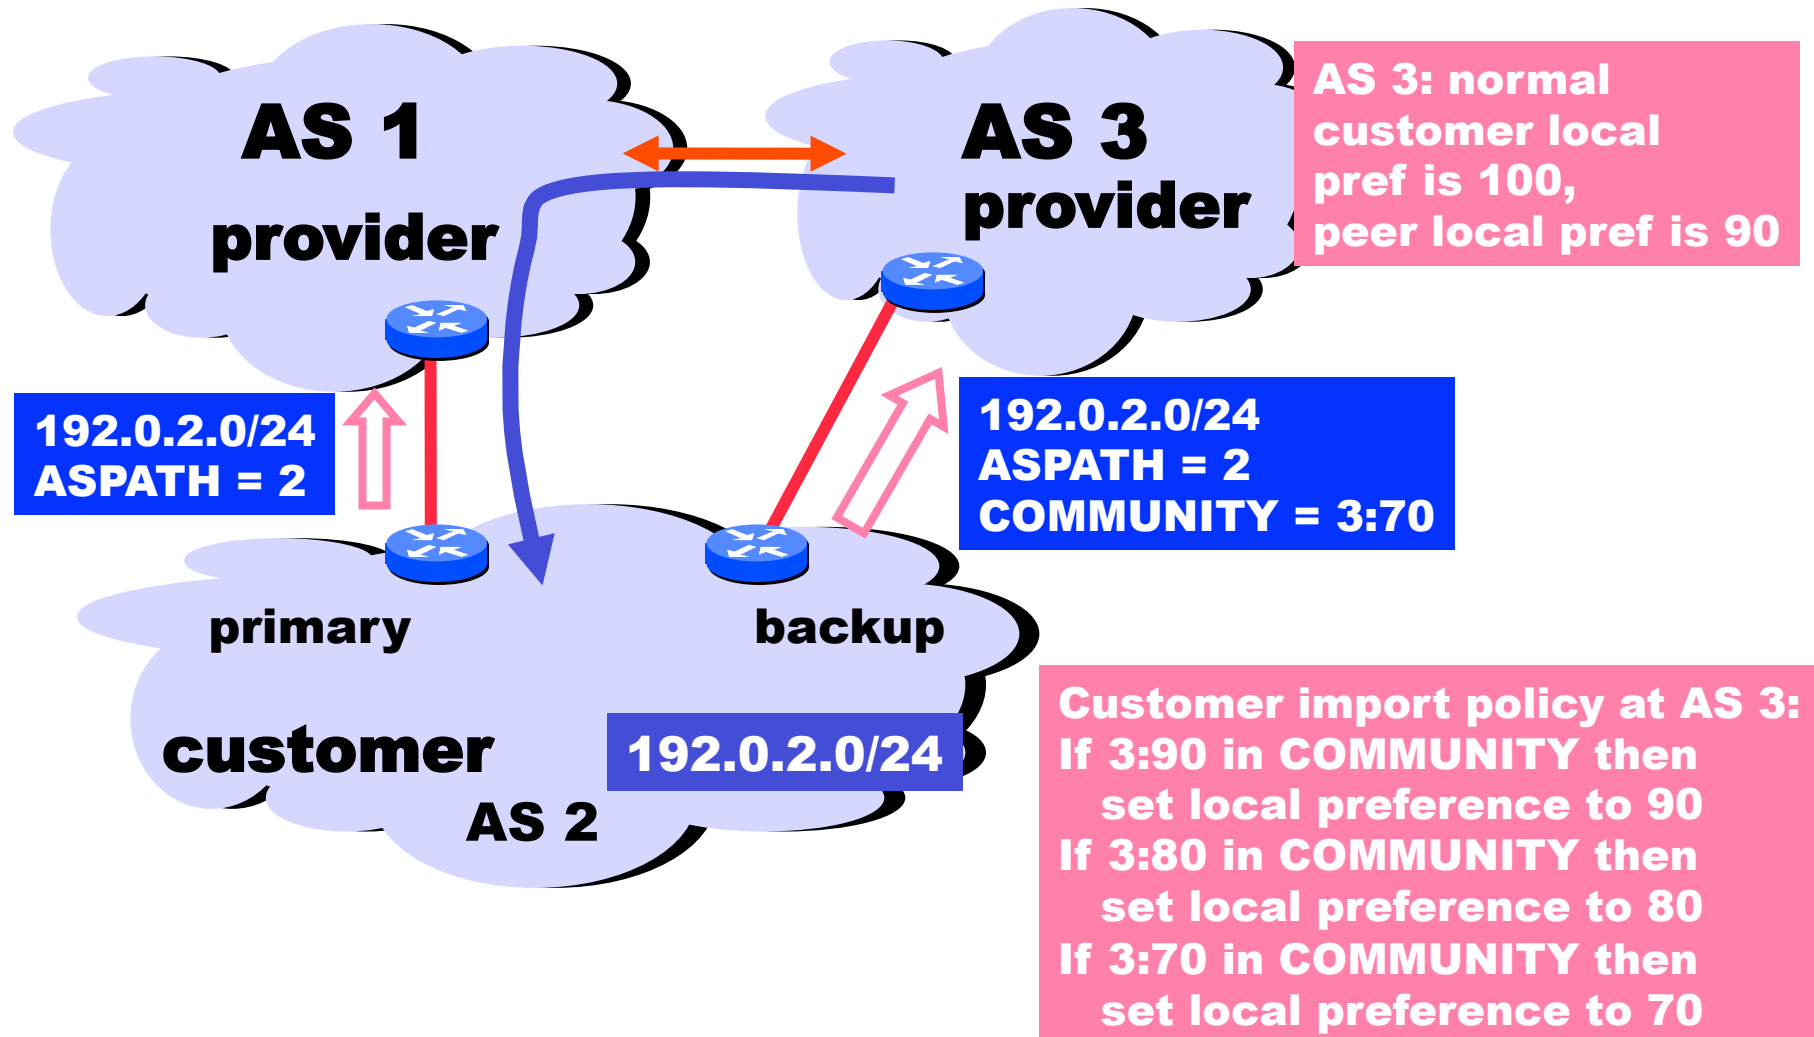 AS 1
provider
AS 3
provider
AS 3: normal
customer local
pref is 100,
peer local pref is 90
192.0.2.0/24
ASPATH = 2
192.0.2.0/24
ASPATH = 2
COMMUNITY = 3:70
primary
backup
customer
192.0.2.0/24
AS 2
Customer import policy at AS 3:
If 3:90 in COMMUNITY then
set local preference to 90
If 3:80 in COMMUNITY then
set local preference to 80
If 3:70 in COMMUNITY then
set local preference to 70